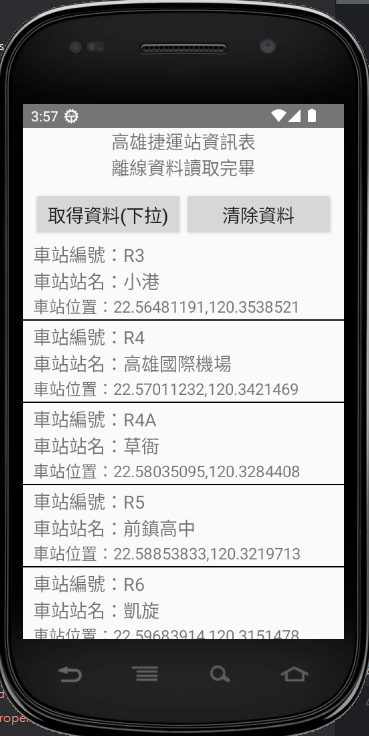 3:57
高雄捷運站資訊表
離線資料讀取完畢
取得資料(下拉) 清除資料
車站編號：R3
車站站名：小港
車站位置：22.56481191,120.3538521
車站編號：R4
車站站名：高雄國際機場
車站位置：22.57011232,120.3421469
車站編號：R4A
車站站名：草衙
車站位置：22.58035095,120.3284408
車站編號：R5
車站站名：前鎮高中
車站位置：22.58853833,120.3219713
車站編號：R6
車站站名：凱旋
車站位置：22.59683914,120.3151478